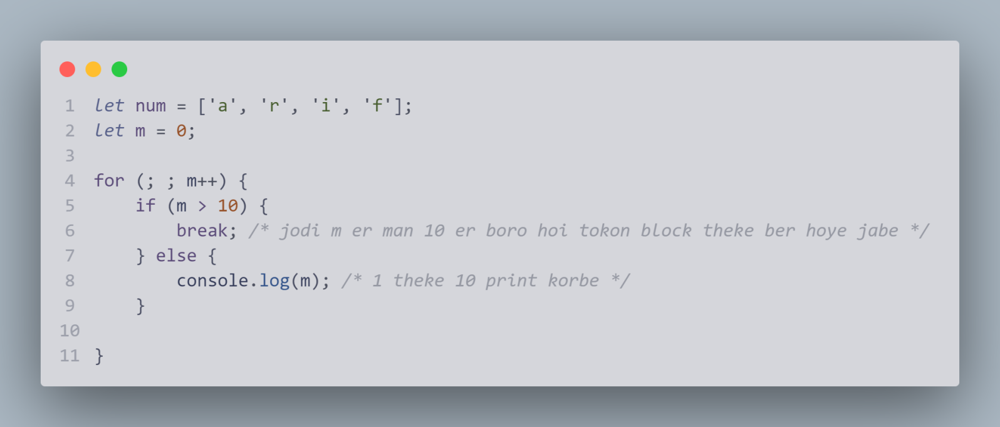 1 let num = ['a', 'r', 'i', 'f'];
2 let m = 0;
3
4 for (; ; m++) {
5     if (m > 10) {
6         break; /* jodi m er man 10 er boro hoi tokon block theke ber hoye jabe */
7     } else {
8         console.log(m); /* 1 theke 10 print korbe */
9     }
10
11 }